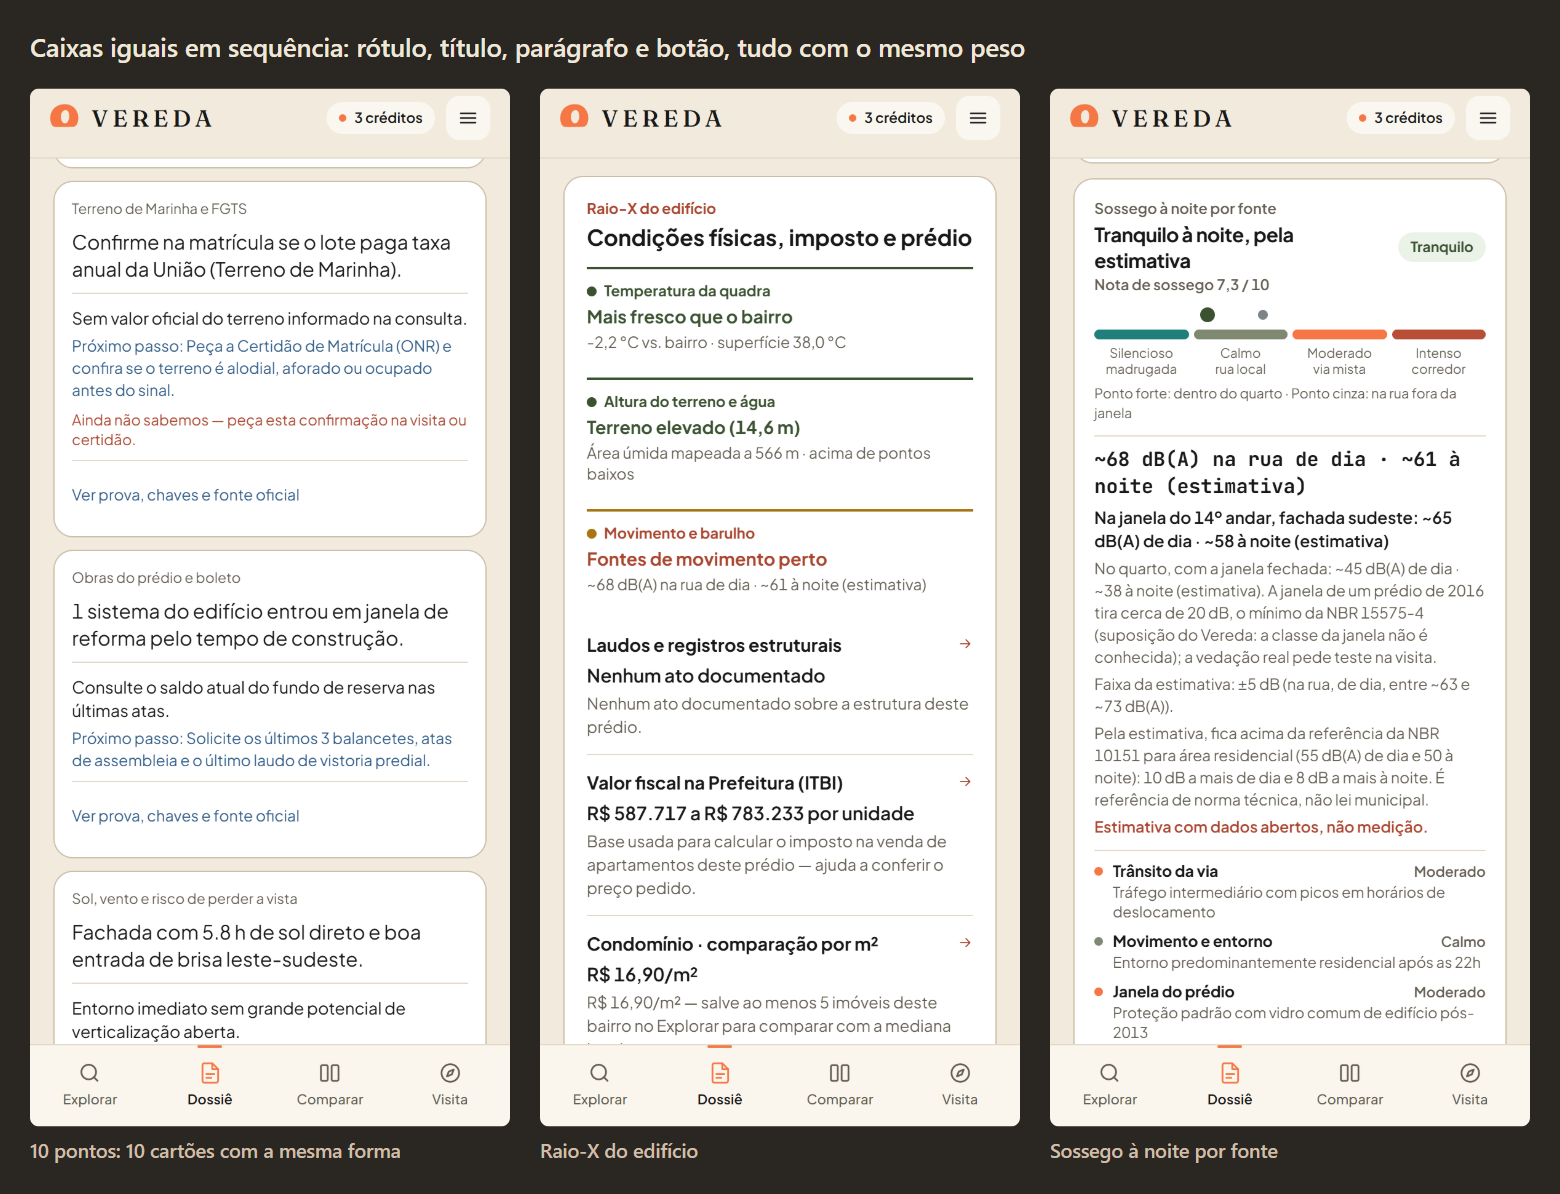 Caixas iguais em sequência: rótulo, título, parágrafo e botão, tudo com o mesmo peso
VEREDA
3 créditos
Terreno de Marinha e FGTS
Confirme na matrícula se o lote paga taxa
anual da União (Terreno de Marinha).
Sem valor oficial do terreno informado na consulta.
Próximo passo: Peça a Certidão de Matrícula (ONR) e
confira se o terreno é alodial, aforado ou ocupado
antes do sinal.
Ainda não sabemos — peça esta confirmação na visita ou
certidão.
Ver prova, chaves e fonte oficial
Obras do prédio e boleto
1 sistema do edifício entrou em janela de
reforma pelo tempo de construção.
Consulte o saldo atual do fundo de reserva nas
últimas atas.
Próximo passo: Solicite os últimos 3 balancetes, atas
de assembleia e o último laudo de vistoria predial.
Ver prova, chaves e fonte oficial
Sol, vento e risco de perder a vista
Fachada com 5.8 h de sol direto e boa
entrada de brisa leste-sudeste.
Entorno imediato sem grande potencial de
verticalização aberta.
Explorar
Dossiê
Comparar
Visita
10 pontos: 10 cartões com a mesma forma
VEREDA
3 créditos
Raio-X do edifício
Condições físicas, imposto e prédio
Temperatura da quadra
Mais fresco que o bairro
-2,2 °C vs. bairro · superfície 38,0 °C
Altura do terreno e água
Terreno elevado (14,6 m)
Área úmida mapeada a 566 m · acima de pontos
baixos
Movimento e barulho
Fontes de movimento perto
~68 dB(A) na rua de dia · ~61 à noite (estimativa)
Laudos e registros estruturais →
Nenhum ato documentado
Nenhum ato documentado sobre a estrutura deste
prédio.
Valor fiscal na Prefeitura (ITBI) →
R$ 587.717 a R$ 783.233 por unidade
Base usada para calcular o imposto na venda de
apartamentos deste prédio — ajuda a conferir o
preço pedido.
Condomínio · comparação por m² →
R$ 16,90/m²
R$ 16,90/m² — salve ao menos 5 imóveis deste
bairro no Explorar para comparar com a mediana
Explorar
Dossiê
Comparar
Visita
Raio-X do edifício
VEREDA
3 créditos
Sossego à noite por fonte
Tranquilo à noite, pela
estimativa
Tranquilo
Nota de sossego 7,3 / 10
Silencioso
madrugada
Calmo
rua local
Moderado
via mista
Intenso
corredor
Ponto forte: dentro do quarto · Ponto cinza: na rua fora da
janela
~68 dB(A) na rua de dia · ~61 à
noite (estimativa)
Na janela do 14º andar, fachada sudeste: ~65
dB(A) de dia · ~58 à noite (estimativa)
No quarto, com a janela fechada: ~45 dB(A) de dia ·
~38 à noite (estimativa). A janela de um prédio de 2016
tira cerca de 20 dB, o mínimo da NBR 15575-4
(suposição do Vereda: a classe da janela não é
conhecida); a vedação real pede teste na visita.
Faixa da estimativa: ±5 dB (na rua, de dia, entre ~63 e
~73 dB(A)).
Pela estimativa, fica acima da referência da NBR
10151 para área residencial (55 dB(A) de dia e 50 à
noite): 10 dB a mais de dia e 8 dB a mais à noite. É
referência de norma técnica, não lei municipal.
Estimativa com dados abertos, não medição.
Trânsito da via Moderado
Tráfego intermediário com picos em horários de
deslocamento
Movimento e entorno Calmo
Entorno predominantemente residencial após as 22h
Janela do prédio Moderado
Proteção padrão com vidro comum de edifício pós-
2013
Explorar
Dossiê
Comparar
Visita
Sossego à noite por fonte